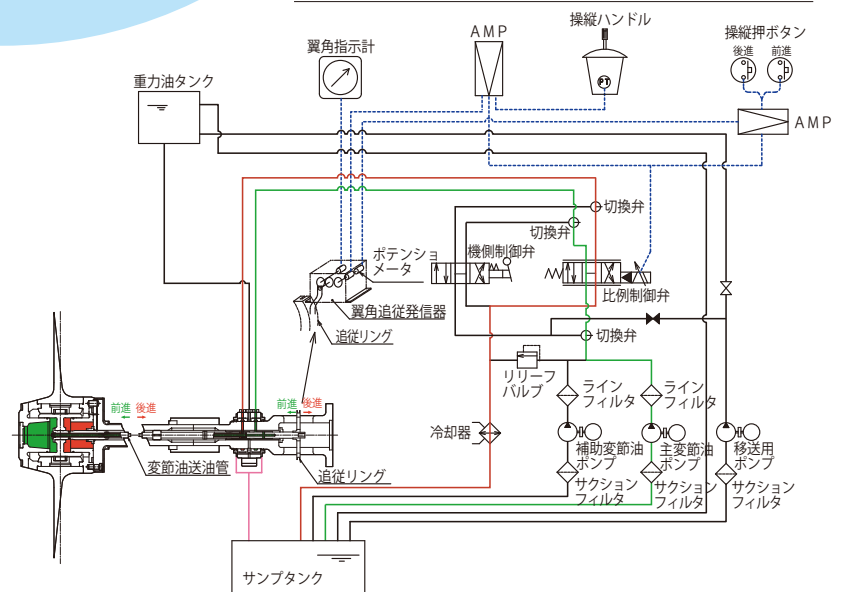 操縦ハンドル
AMP
翼角指示計
操縦押ボタン
後進
前進
重力油タンク
PT
AMP
切換弁
切換弁
機側制御弁
ポテンショ
メータ
比例制御弁
翼角追従発信器
追従リング
切換弁
リリーフ
バルブ
ライン
フィルタ
ライン
フィルタ
前進
後進
前進
後進
冷却器
補助変節油
ポンプ
主変節油
ポンプ
移送用
ポンプ
変節油送油管
追従リング
サクション
フィルタ
サクション
フィルタ
サクション
フィルタ
サンプタンク